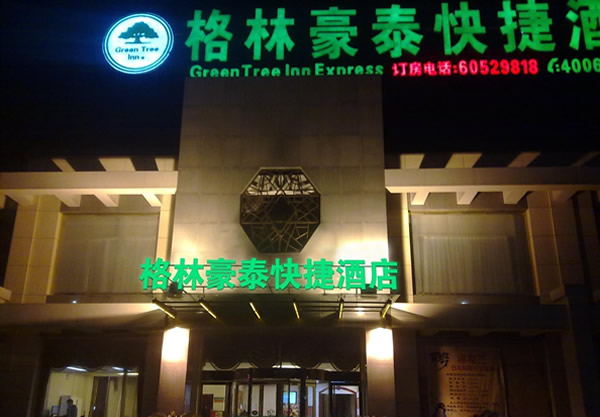 Green Tree
Inn
格林豪泰快捷酒
GreenTree Inn Express 订房电话:60529818 4006
格林豪泰快捷酒店